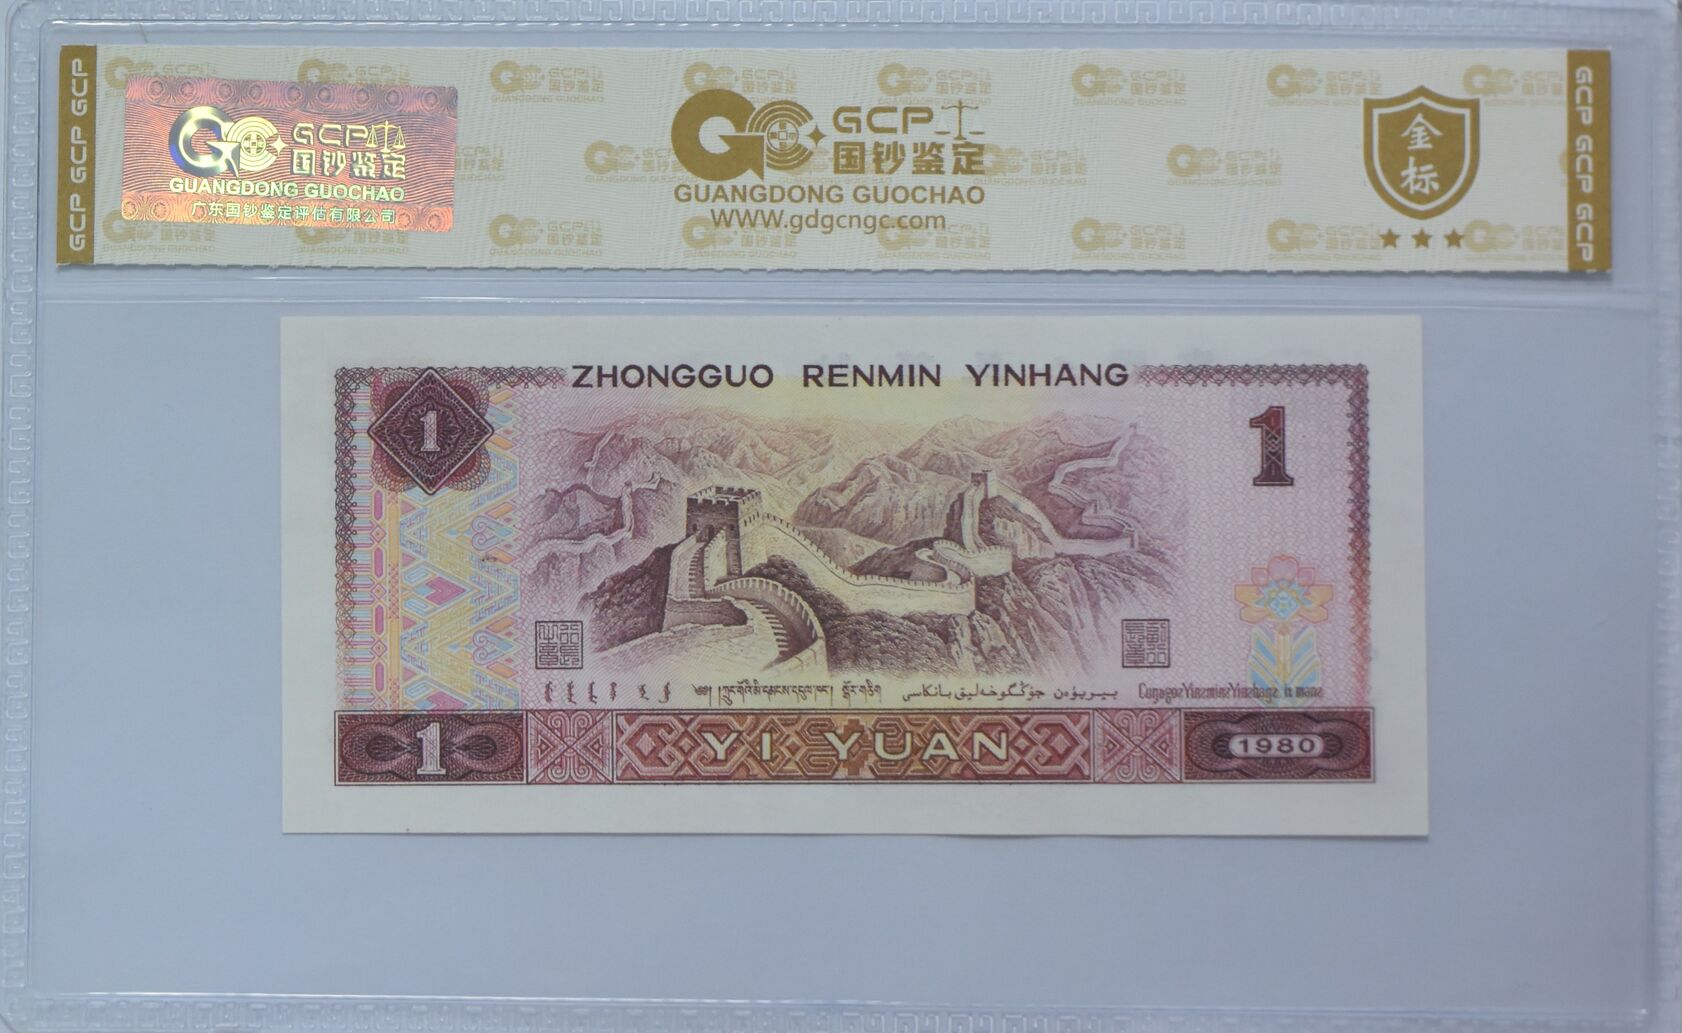 GCP GCP GCP
GCP 国钞鉴定
GUANGDONG GUOCHAO
广东国钞鉴定评估有限公司
GCP
国钞鉴定
GUANGDONG GUOCHAO
WWW.gdgcngc.com
金标
GCP GCP GCP
ZHONGGUO RENMIN YINHANG
1
1
1
YI YUAN
1980